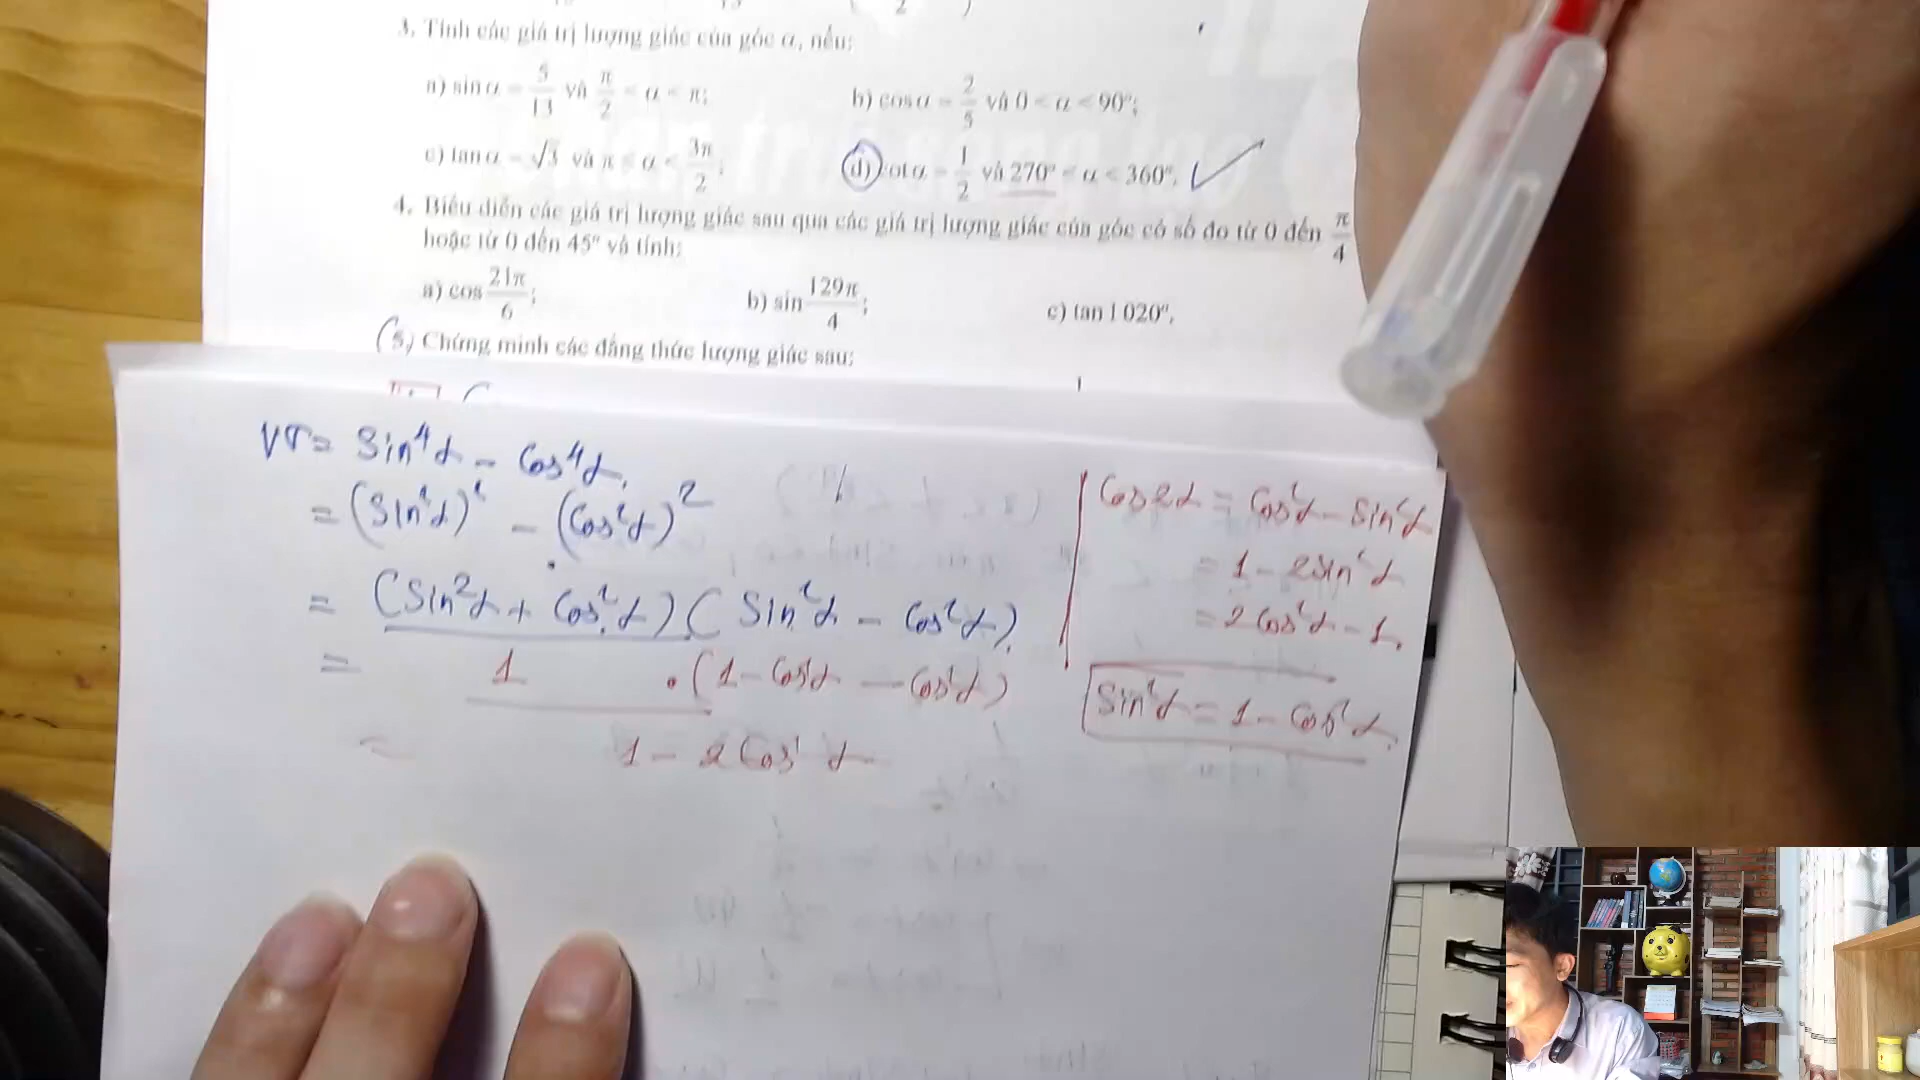 3. Tính các giá trị lượng giác của góc α, nếu:
a) sin α = 5/13 và π/2 < α < π;
b) cos α = 2/5 và 0 < α < 90°;
c) tan α = √3 và π < α < 3π/2;
d) cot α = 1/2 và 270° < α < 360°.
4. Biểu diễn các giá trị lượng giác sau qua các giá trị lượng giác của góc có số đo từ 0 đến π/4
hoặc từ 0 đến 45° và tính:
a) cos 21π/6;
b) sin 129π/4;
c) tan 1 020°.
5. Chứng minh các đẳng thức lượng giác sau:
VT = Sin⁴α - Cos⁴α.
= (Sin²α)² - (Cos²α)²
= (Sin²α + Cos²α)(Sin²α - Cos²α).
= 1 . (1 - Cos²α - Cos²α)
= 1 - 2Cos²α
Cos2α = Cos²α - Sin²α
= 1 - 2Sin²α
= 2Cos²α - 1.
Sin²α = 1 - Cos²α.